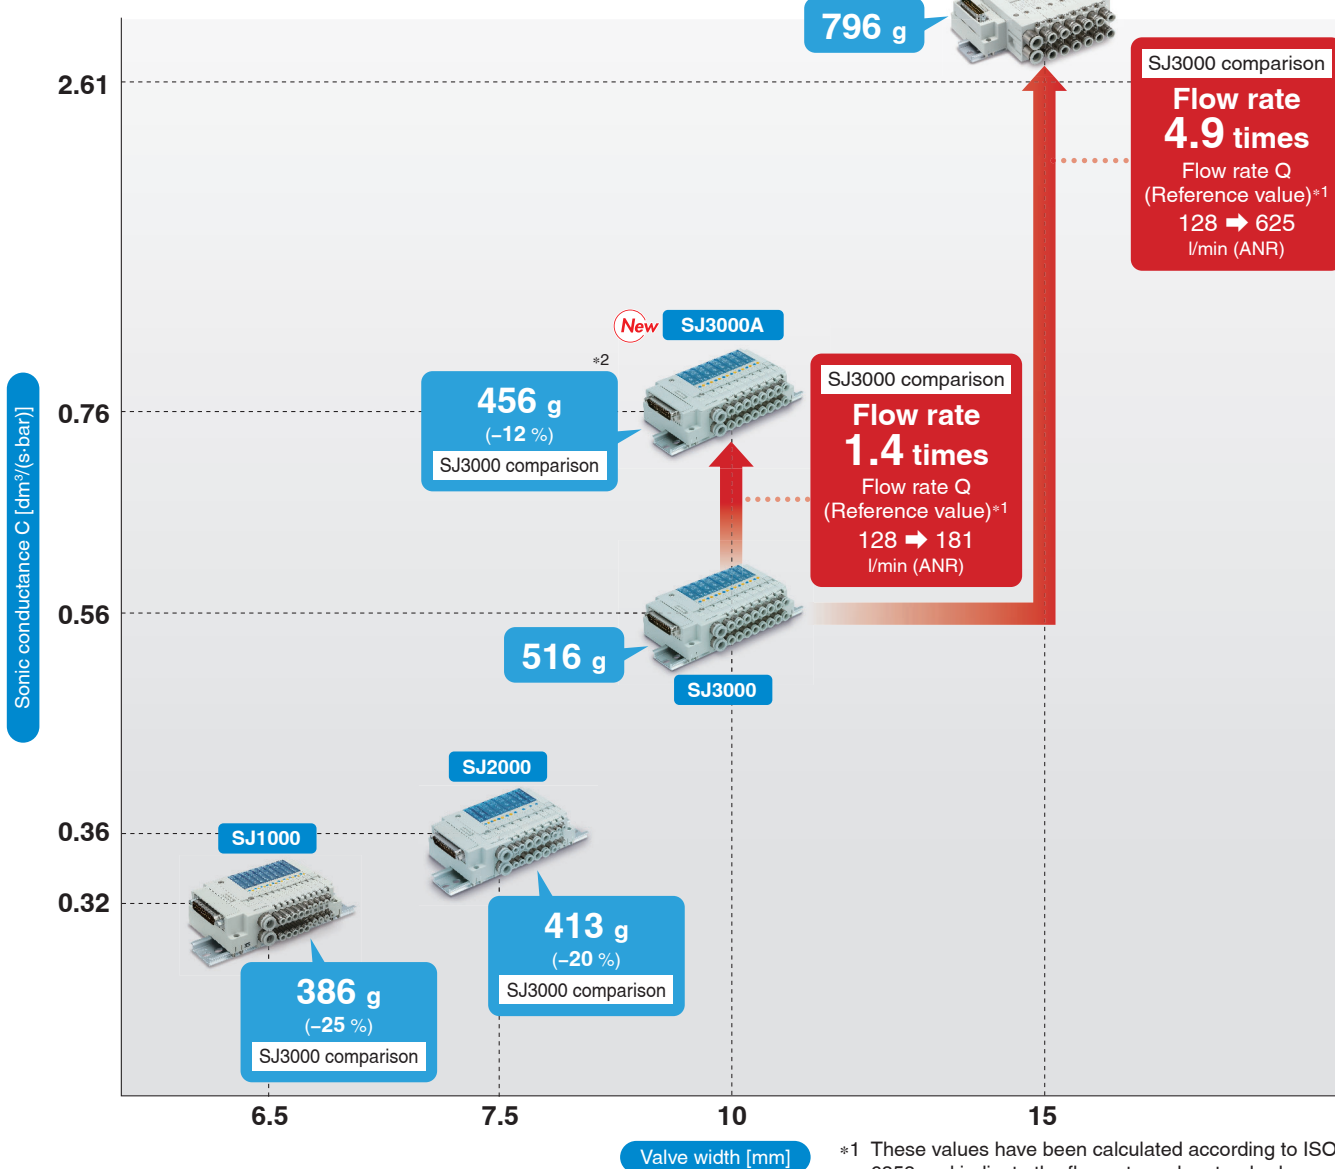 796 g
2.61
SJ3000 comparison
Flow rate
4.9 times
Flow rate Q
(Reference value)*1
128 ➡ 625
l/min (ANR)
New
SJ3000A
*2
456 g
(−12 %)
SJ3000 comparison
0.76
SJ3000 comparison
Flow rate
1.4 times
Flow rate Q
(Reference value)*1
128 ➡ 181
l/min (ANR)
Sonic conductance C [dm³/(s·bar)]
0.56
516 g
SJ3000
SJ2000
0.36
SJ1000
0.32
413 g
(−20 %)
SJ3000 comparison
386 g
(−25 %)
SJ3000 comparison
6.5
7.5
10
15
Valve width [mm]
*1 These values have been calculated according to ISO